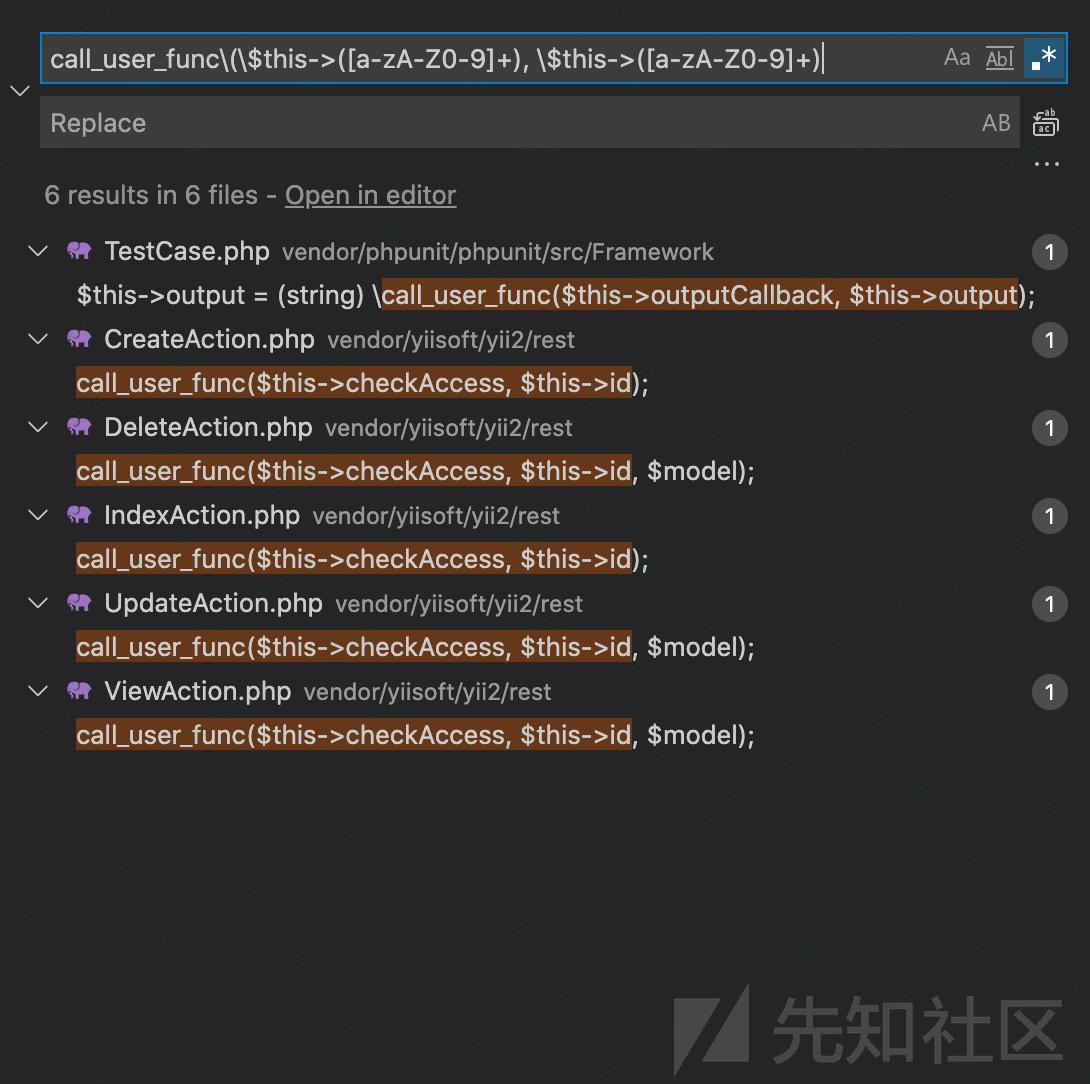 call_user_func\(\$this->([a-zA-Z0-9]+), \$this->([a-zA-Z0-9]+)
Aa Abl .*
Replace
AB
6 results in 6 files - Open in editor
TestCase.php vendor/phpunit/phpunit/src/Framework 1
$this->output = (string) \call_user_func($this->outputCallback, $this->output);
CreateAction.php vendor/yiisoft/yii2/rest 1
call_user_func($this->checkAccess, $this->id);
DeleteAction.php vendor/yiisoft/yii2/rest 1
call_user_func($this->checkAccess, $this->id, $model);
IndexAction.php vendor/yiisoft/yii2/rest 1
call_user_func($this->checkAccess, $this->id);
UpdateAction.php vendor/yiisoft/yii2/rest 1
call_user_func($this->checkAccess, $this->id, $model);
ViewAction.php vendor/yiisoft/yii2/rest 1
call_user_func($this->checkAccess, $this->id, $model);
先知社区